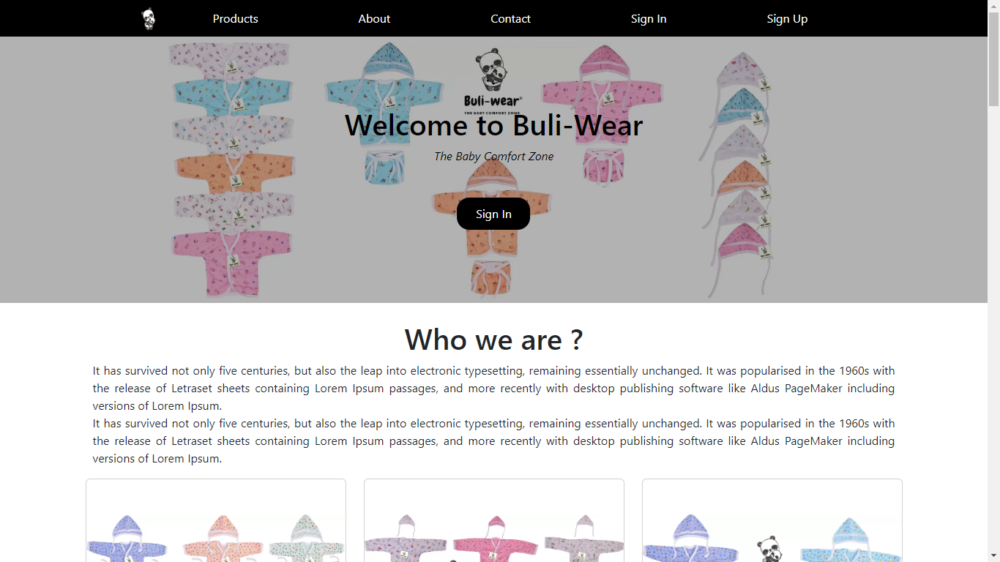 Products About Contact Sign In Sign Up
Buli-wear®
THE BABY COMFORT ZONE
Welcome to Buli-Wear
The Baby Comfort Zone
Sign In
Who we are ?
It has survived not only five centuries, but also the leap into electronic typesetting, remaining essentially unchanged. It was popularised in the 1960s with
the release of Letraset sheets containing Lorem Ipsum passages, and more recently with desktop publishing software like Aldus PageMaker including
versions of Lorem Ipsum.
It has survived not only five centuries, but also the leap into electronic typesetting, remaining essentially unchanged. It was popularised in the 1960s with
the release of Letraset sheets containing Lorem Ipsum passages, and more recently with desktop publishing software like Aldus PageMaker including
versions of Lorem Ipsum.